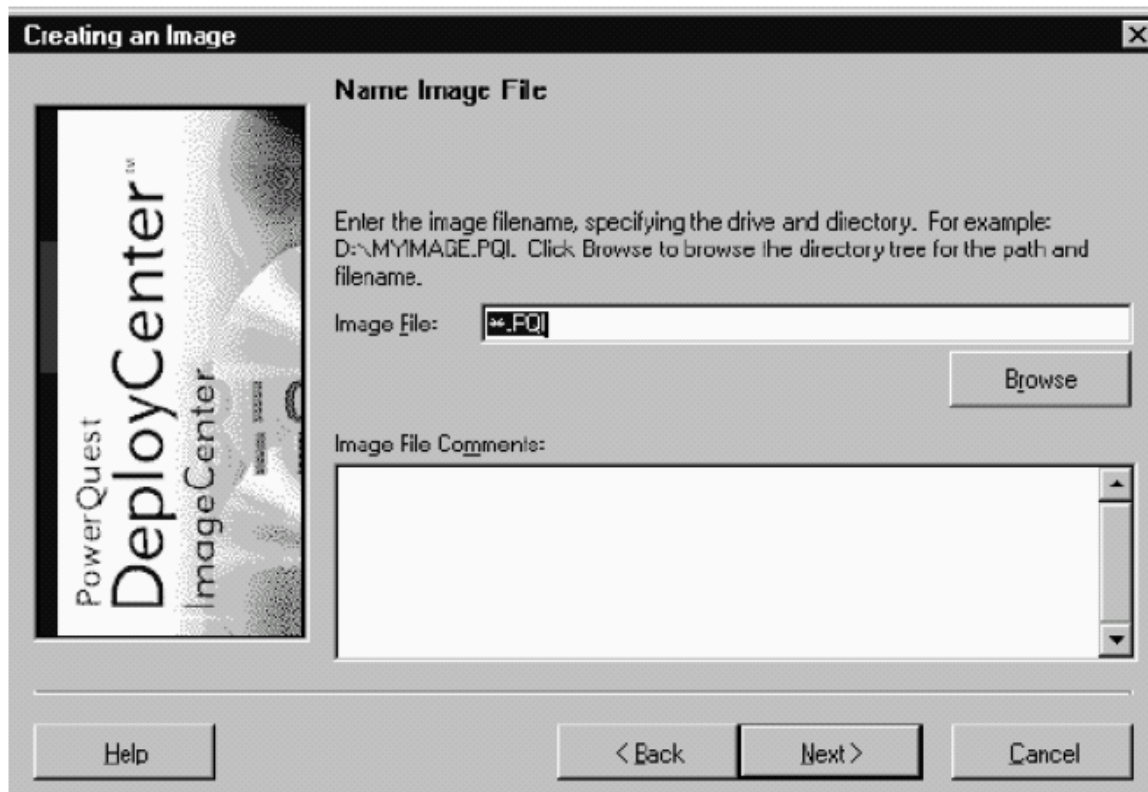 Creating an Image
Name Image File
Enter the image filename, specifying the drive and directory. For example:
D:\MYIMAGE.PQI. Click Browse to browse the directory tree for the path and
filename.
Image File:
*.PQI
Browse
Image File Comments:
PowerQuest
DeployCenter™
ImageCenter
Help
< Back
Next >
Cancel